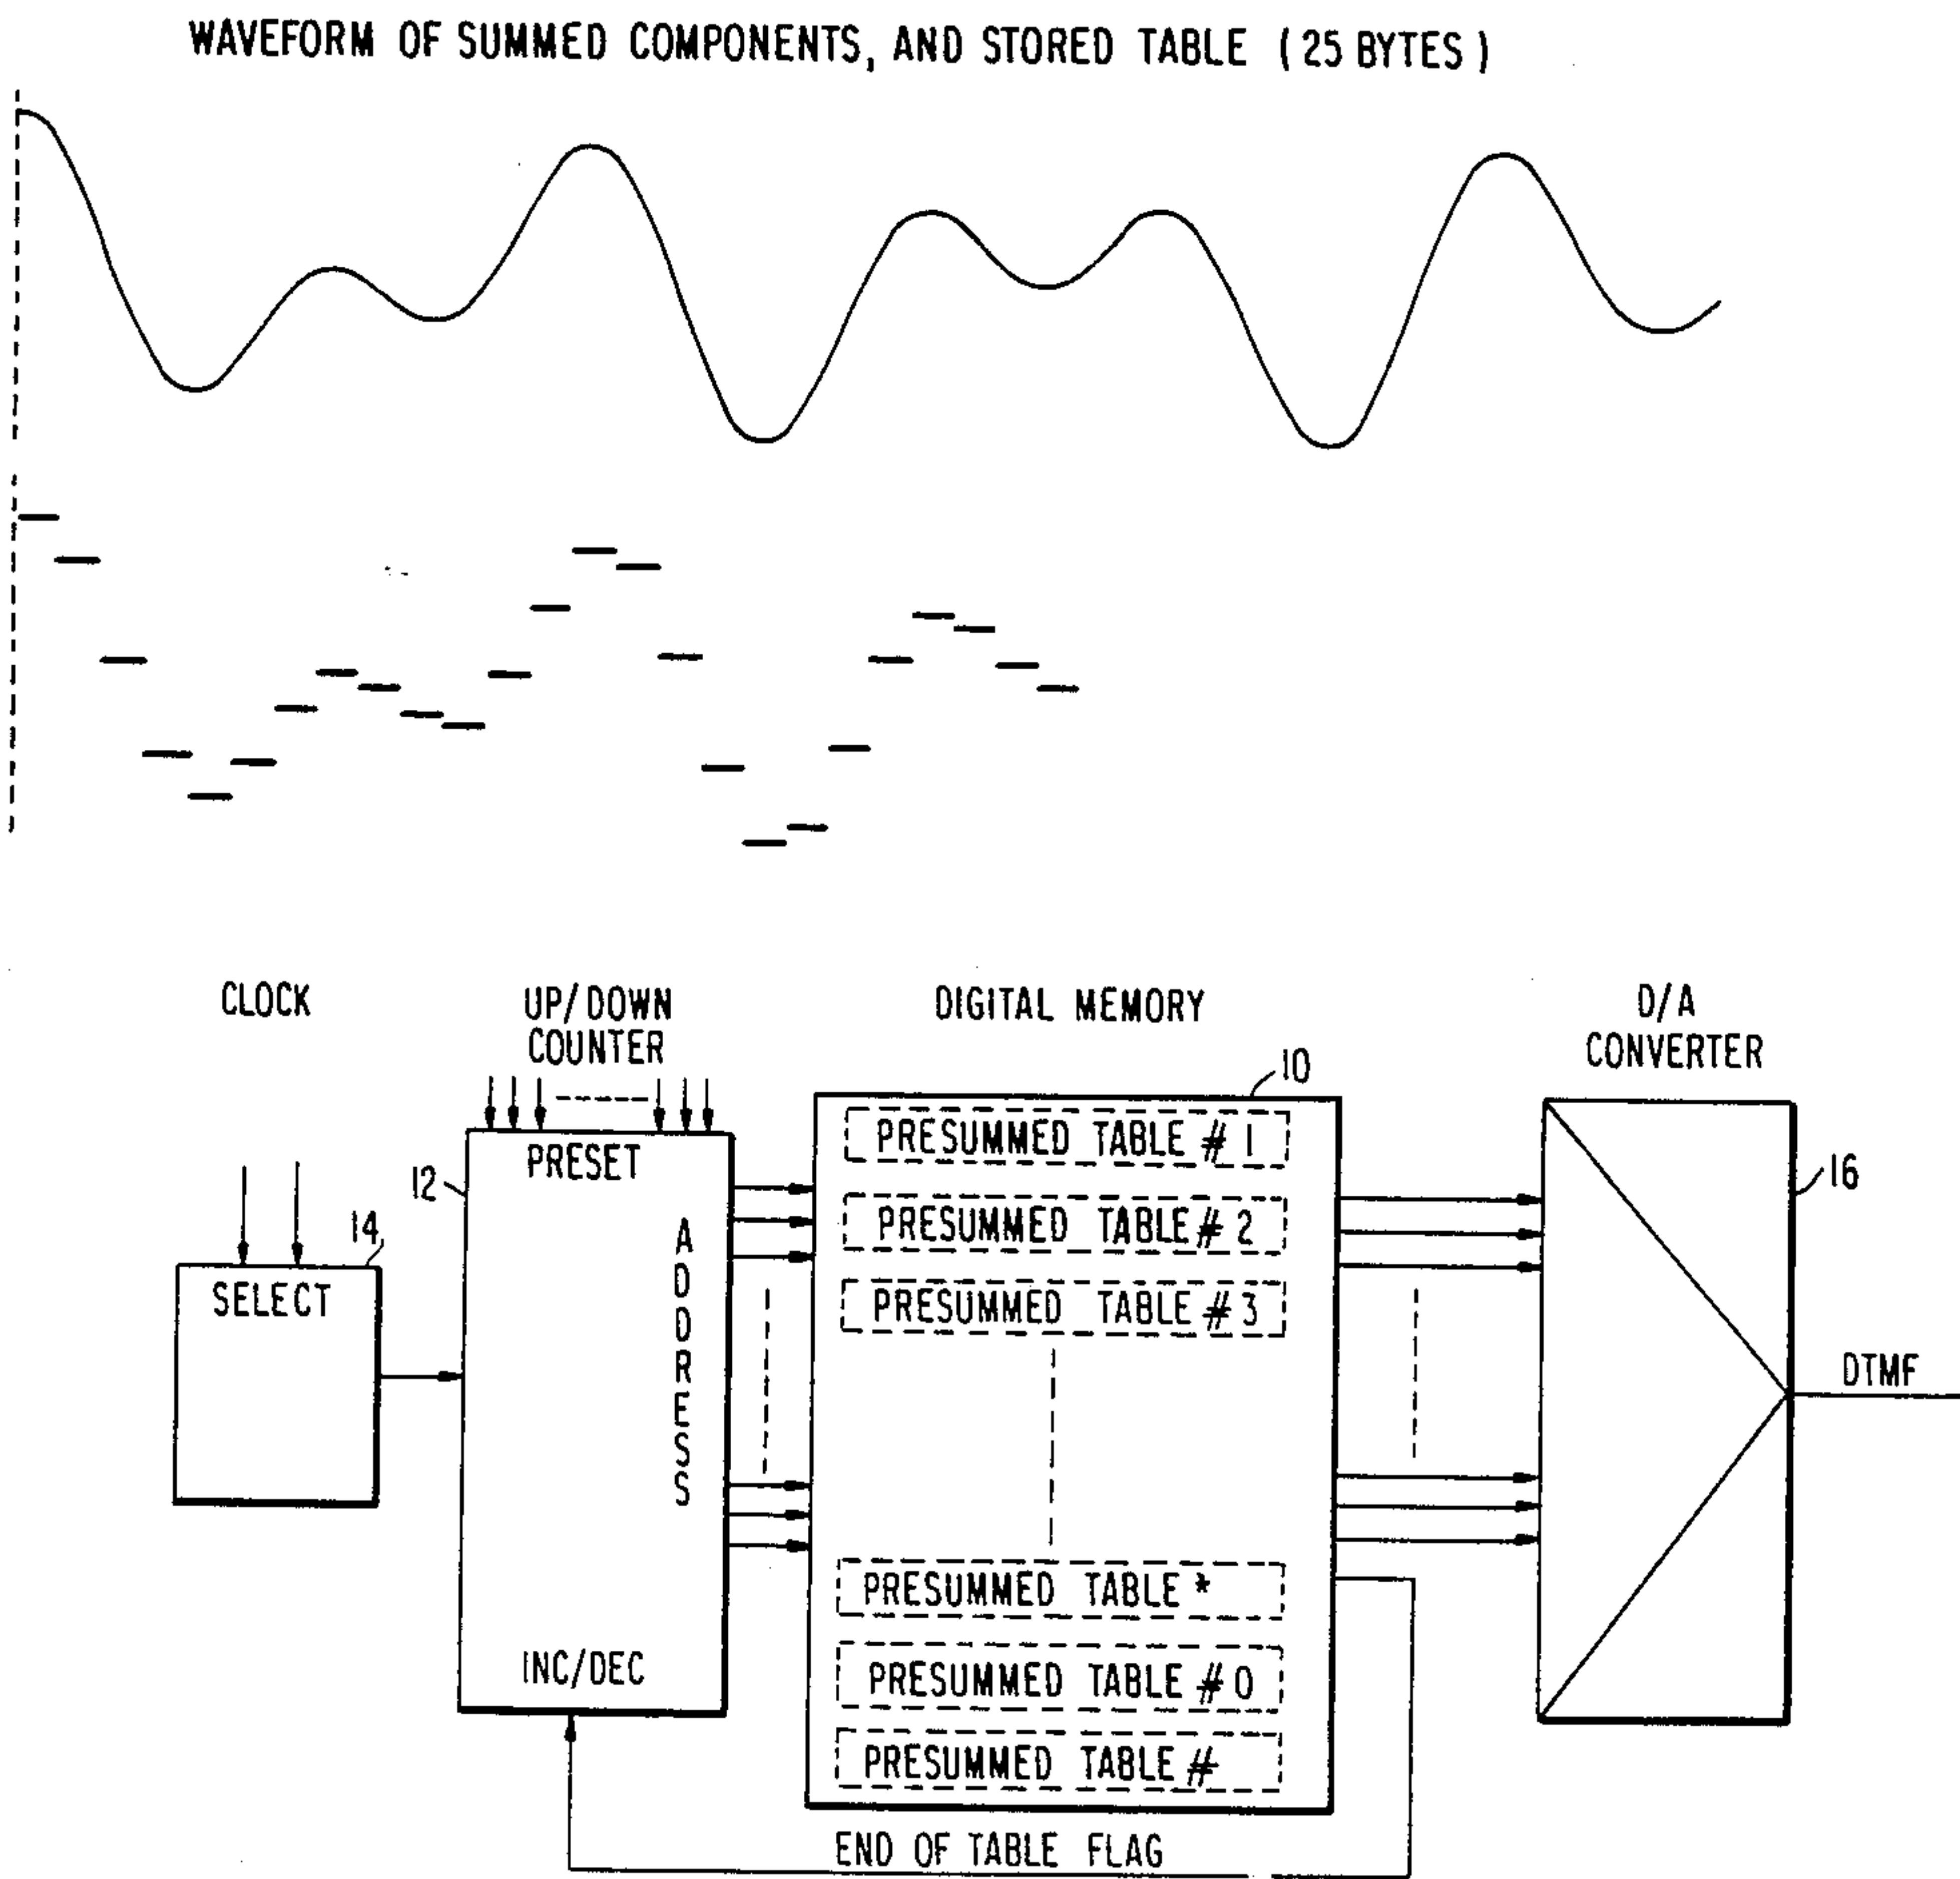 WAVEFORM OF SUMMED COMPONENTS, AND STORED TABLE (25 BYTES)
CLOCK
UP/DOWN
COUNTER
DIGITAL MEMORY
D/A
CONVERTER
10
12
14
16
SELECT
PRESET
ADDRESS
INC/DEC
PRESUMMED TABLE # 1
PRESUMMED TABLE # 2
PRESUMMED TABLE # 3
PRESUMMED TABLE *
PRESUMMED TABLE # 0
PRESUMMED TABLE #
DTMF
END OF TABLE FLAG